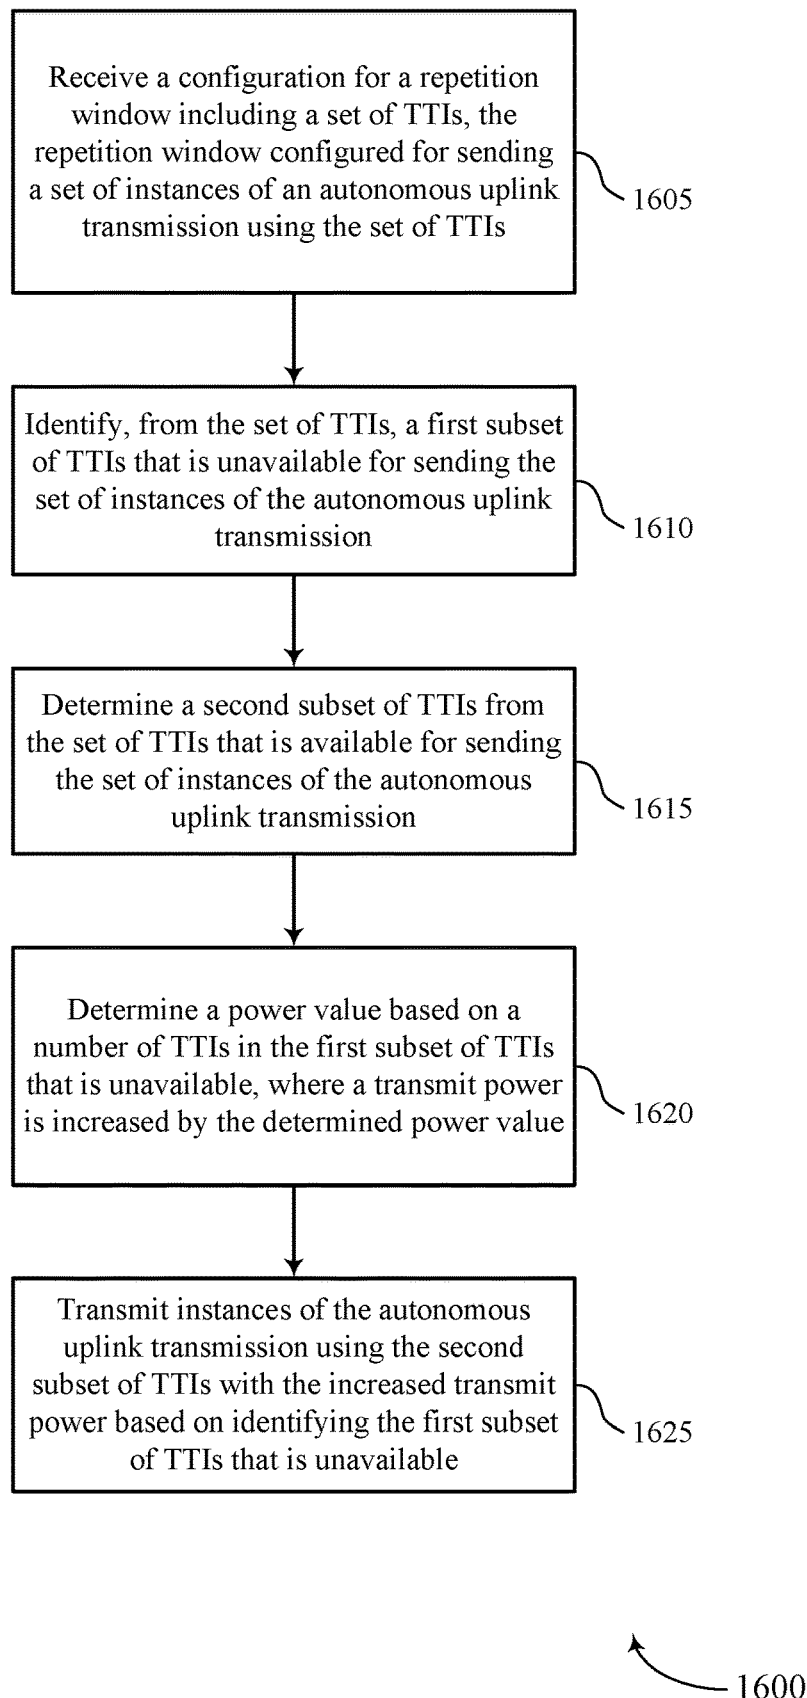 Receive a configuration for a repetition
window including a set of TTIs, the
repetition window configured for sending
a set of instances of an autonomous uplink
transmission using the set of TTIs
1605
Identify, from the set of TTIs, a first subset
of TTIs that is unavailable for sending the
set of instances of the autonomous uplink
transmission
1610
Determine a second subset of TTIs from
the set of TTIs that is available for sending
the set of instances of the autonomous
uplink transmission
1615
Determine a power value based on a
number of TTIs in the first subset of TTIs
that is unavailable, where a transmit power
is increased by the determined power value
1620
Transmit instances of the autonomous
uplink transmission using the second
subset of TTIs with the increased transmit
power based on identifying the first subset
of TTIs that is unavailable
1625
1600